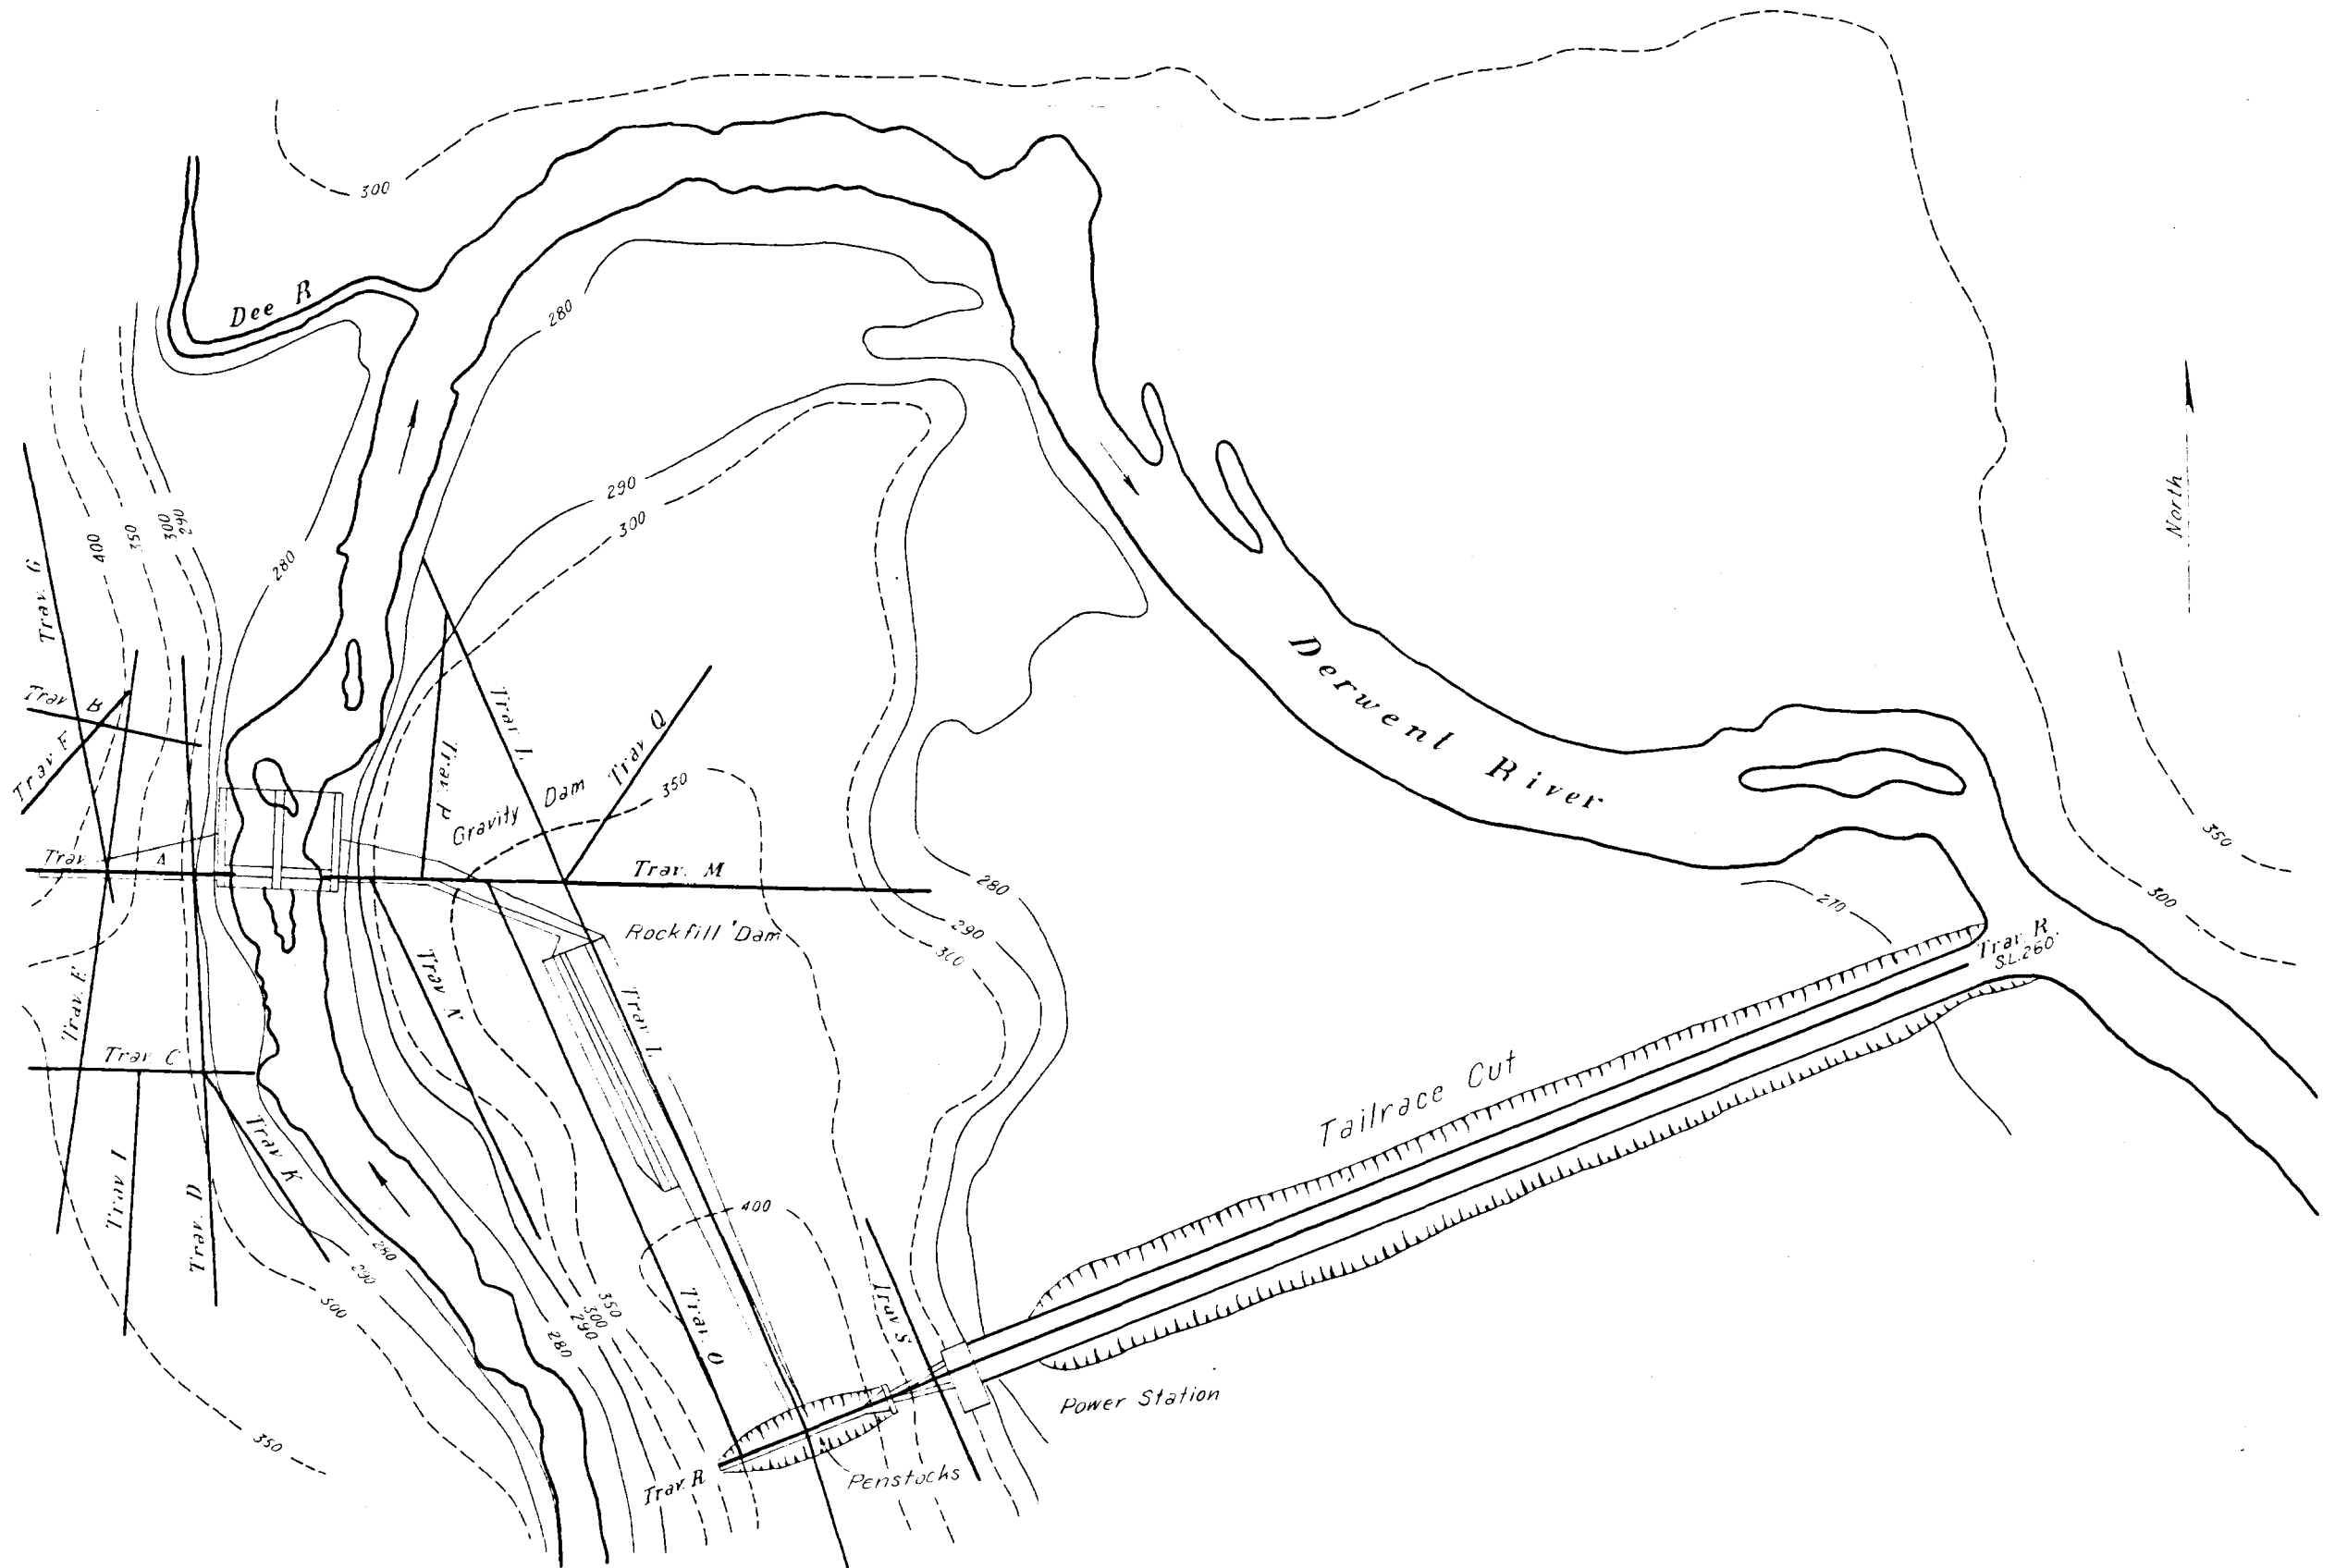 300
Dee R
280
290
300
400
350
300
290
280
North
Trav. G
Trav B
Trav F
Trav. L
Trav. P
Trav Q
Gravity Dam
350
Derwent River
350
300
Trav. A
Trav. M
280
290
300
270
Rockfill Dam
Trav. R.
S.L. 260
Trav. E
Trav. N
Trav. L
Trav. C
Tailrace Cut
Trav K
Trav I
Trav. D
400
280
290
500
350
300
290
280
Trav. O
Trav S
350
Power Station
Penstocks
Trav. R